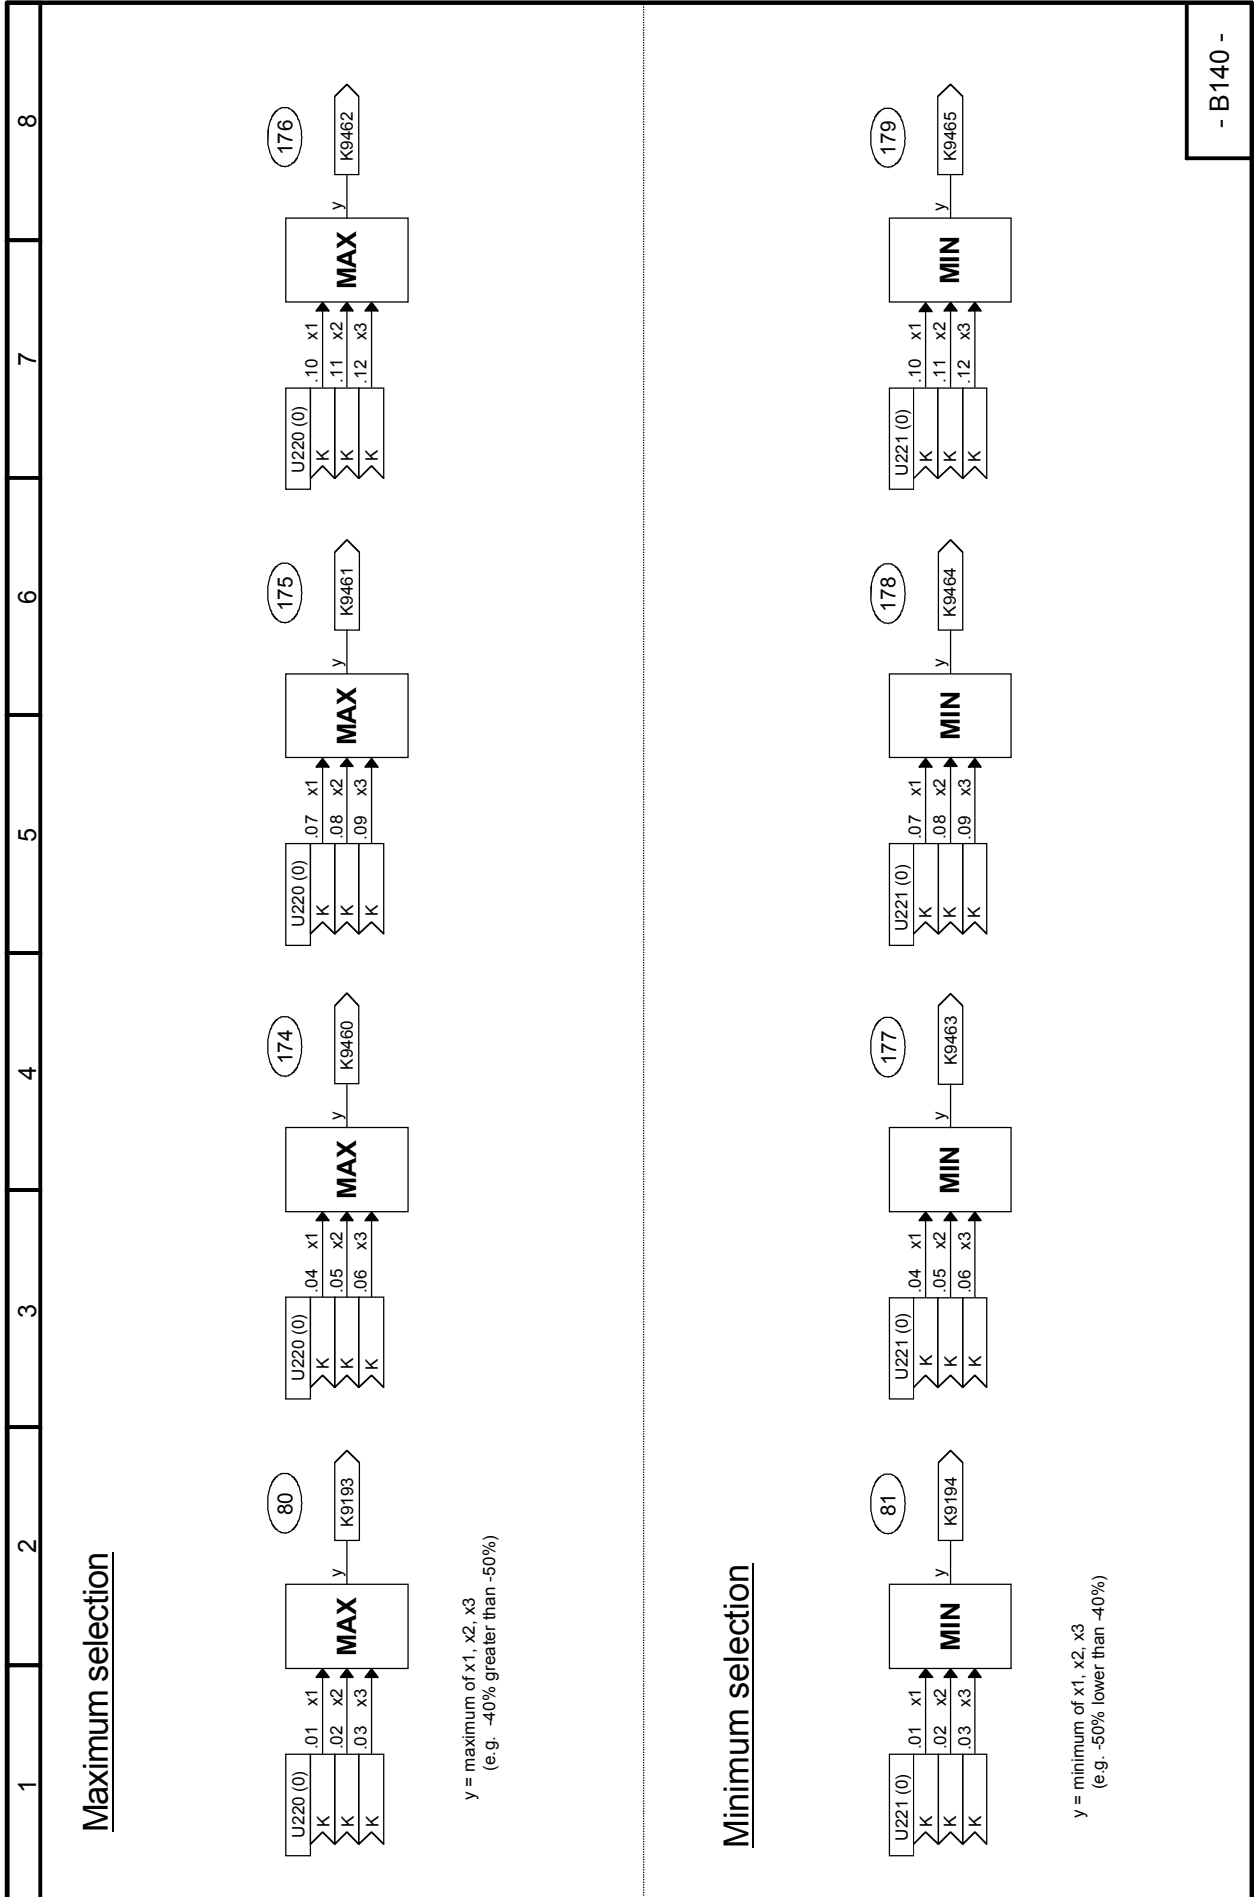 1 2 3 4 5 6 7 8
Maximum selection
80
U220 (0)
K .01 x1
K .02 x2
K .03 x3
MAX
y
K9193
174
U220 (0)
K .04 x1
K .05 x2
K .06 x3
MAX
y
K9460
175
U220 (0)
K .07 x1
K .08 x2
K .09 x3
MAX
y
K9461
176
U220 (0)
K .10 x1
K .11 x2
K .12 x3
MAX
y
K9462
y = maximum of x1, x2, x3
(e.g. -40% greater than -50%)
Minimum selection
81
U221 (0)
K .01 x1
K .02 x2
K .03 x3
MIN
y
K9194
177
U221 (0)
K .04 x1
K .05 x2
K .06 x3
MIN
y
K9463
178
U221 (0)
K .07 x1
K .08 x2
K .09 x3
MIN
y
K9464
179
U221 (0)
K .10 x1
K .11 x2
K .12 x3
MIN
y
K9465
y = minimum of x1, x2, x3
(e.g. -50% lower than -40%)
- B140 -